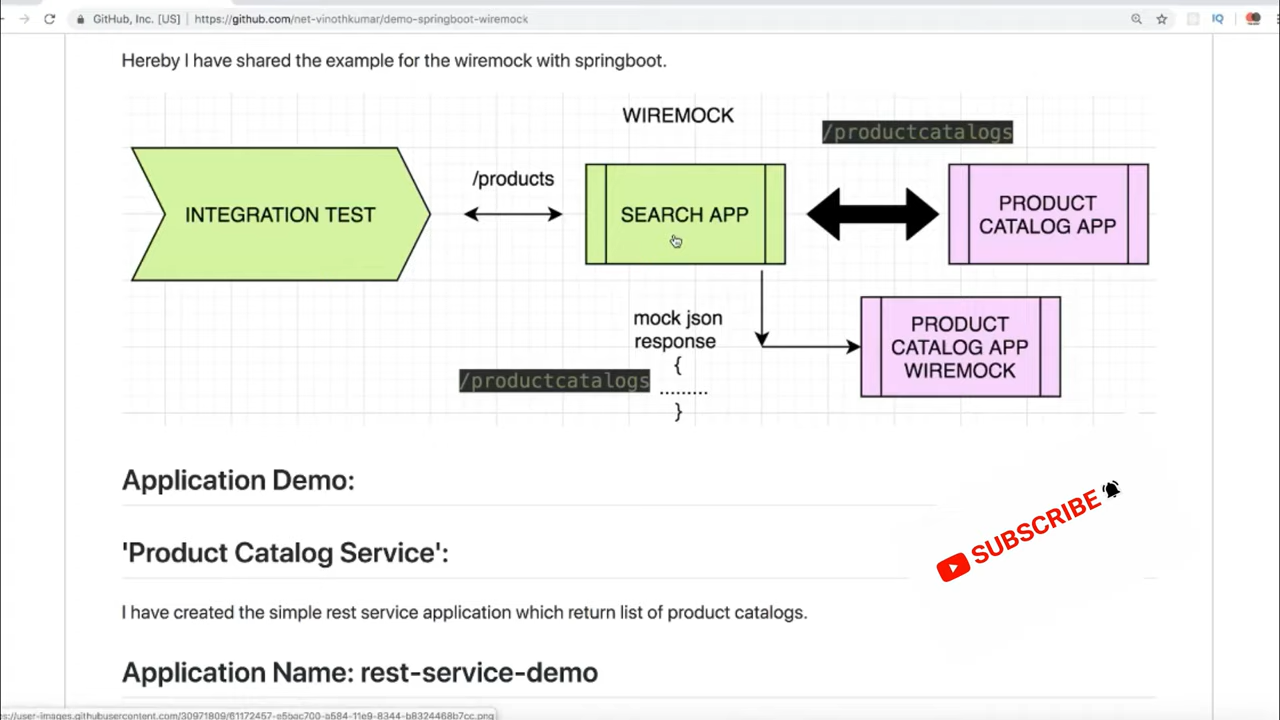 GitHub, Inc. [US]
https://github.com/net-vinothkumar/demo-springboot-wiremock
IQ
Hereby I have shared the example for the wiremock with springboot.
WIREMOCK
/productcatalogs
/products
INTEGRATION TEST
SEARCH APP
PRODUCT
CATALOG APP
mock json
response
{
.........
}
/productcatalogs
PRODUCT
CATALOG APP
WIREMOCK
Application Demo:
SUBSCRIBE
'Product Catalog Service':
I have created the simple rest service application which return list of product catalogs.
Application Name: rest-service-demo